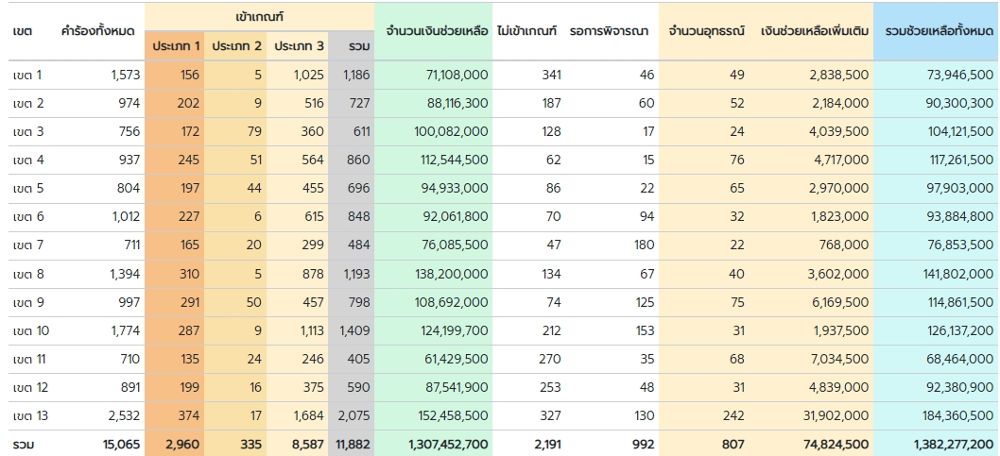 เขต คำร้องทั้งหมด เข้าเกณฑ์ จำนวนเงินช่วยเหลือ ไม่เข้าเกณฑ์ รอการพิจารณา จำนวนอุทธรณ์ เงินช่วยเหลือเพิ่มเติม รวมช้วยเหลือทั้งหมด
ประเภท 1 ประเภท 2 ประเภท 3 รวม
เขต 1 1,573 156 5 1,025 1,186 71,108,000 341 46 49 2,838,500 73,946,500
เขต 2 974 202 9 516 727 88,116,300 187 60 52 2,184,000 90,300,300
เขต 3 756 172 79 360 611 100,082,000 128 17 24 4,039,500 104,121,500
เขต 4 937 245 51 564 860 112,544,500 62 15 76 4,717,000 117,261,500
เขต 5 804 197 44 455 696 94,933,000 86 22 65 2,970,000 97,903,000
เขต 6 1,012 227 6 615 848 92,061,800 70 94 32 1,823,000 93,884,800
เขต 7 711 165 20 299 484 76,085,500 47 180 22 768,000 76,853,500
เขต 8 1,394 310 5 878 1,193 138,200,000 134 67 40 3,602,000 141,802,000
เขต 9 997 291 50 457 798 108,692,000 74 125 75 6,169,500 114,861,500
เขต 10 1,774 287 9 1,113 1,409 124,199,700 212 153 31 1,937,500 126,137,200
เขต 11 710 135 24 246 405 61,429,500 270 35 68 7,034,500 68,464,000
เขต 12 891 199 16 375 590 87,541,900 253 48 31 4,839,000 92,380,900
เขต 13 2,532 374 17 1,684 2,075 152,458,500 327 130 242 31,902,000 184,360,500
รวม 15,065 2,960 335 8,587 11,882 1,307,452,700 2,191 992 807 74,824,500 1,382,277,200